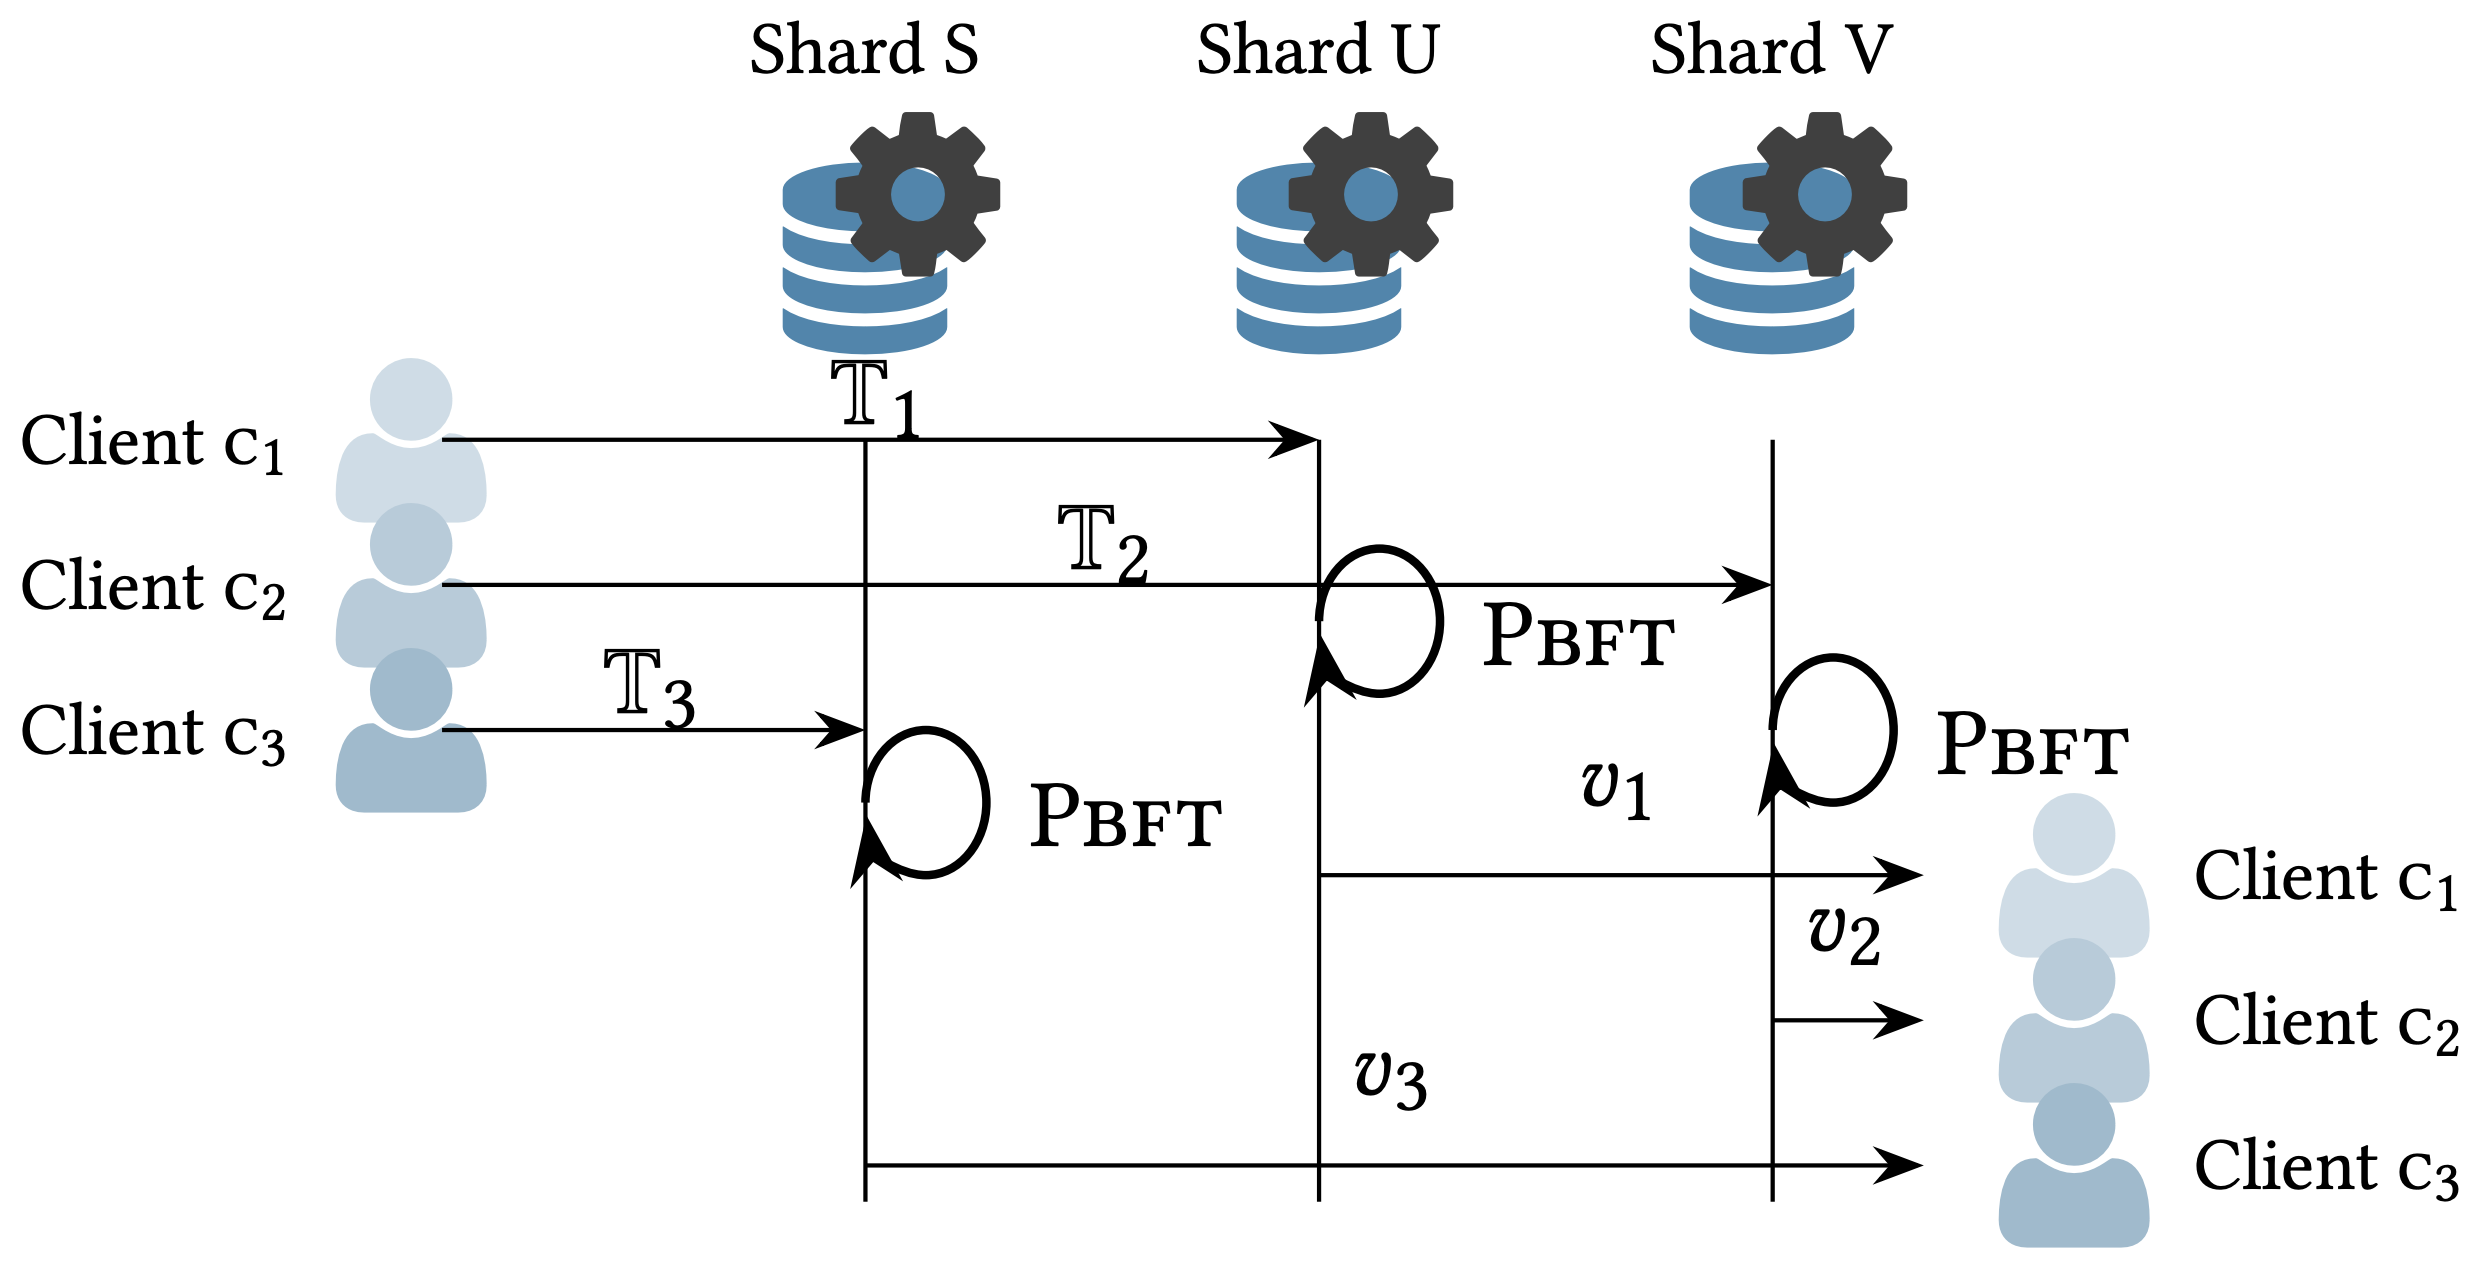 Shard S Shard U Shard V
𝕋1
Client c1
𝕋2
Client c2
PBFT
𝕋3
Client c3
PBFT
v1
PBFT
Client c1
v2
Client c2
v3
Client c3